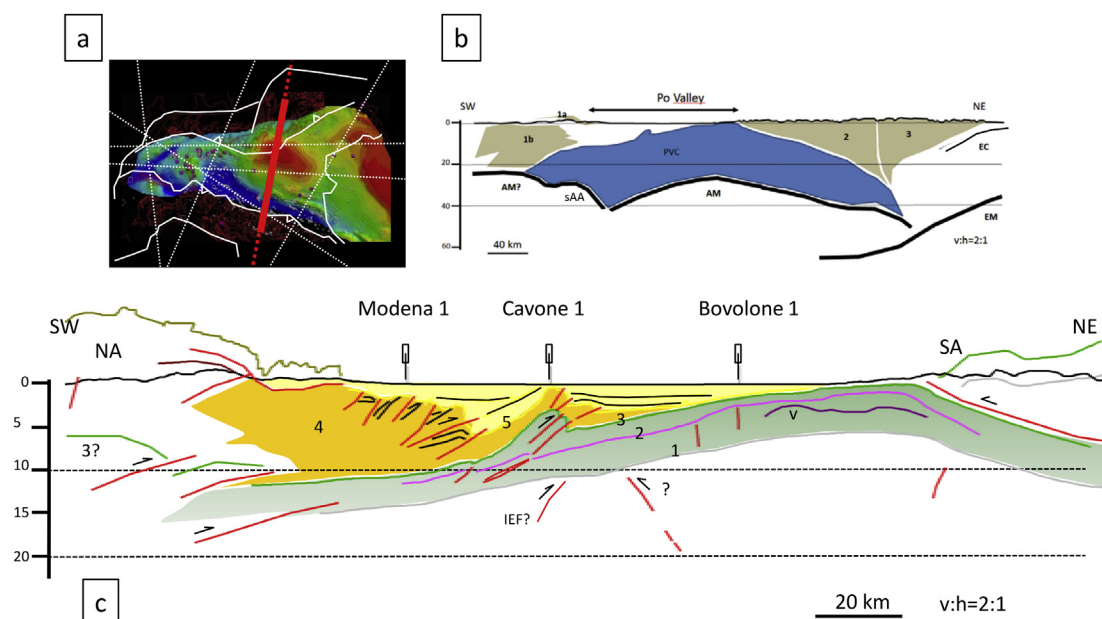 a
b
SW
Po Valley
NE
0
20
40
60
1a
1b
2
3
PVC
EC
AM?
sAA
AM
EM
40 km
v:h=2:1
Modena 1
Cavone 1
Bovolone 1
SW
NE
NA
SA
0
5
10
15
20
4
5
3
2
1
V
3?
?
IEF?
c
20 km
v:h=2:1